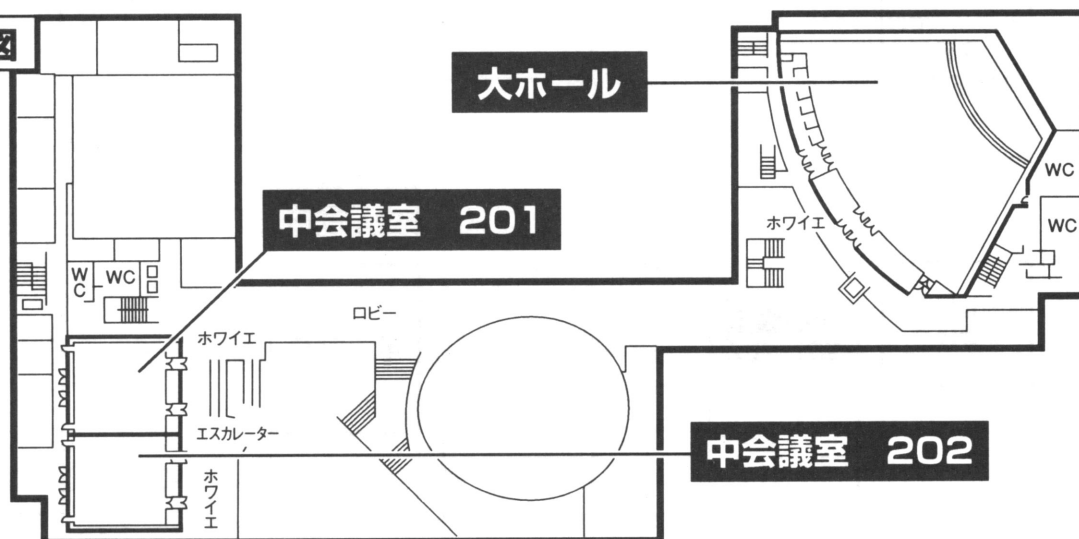 図
大ホール
WC
中会議室 201
ホワイエ
WC
WC
WC
ロビー
ホワイエ
エスカレーター
中会議室 202
ホワイエ